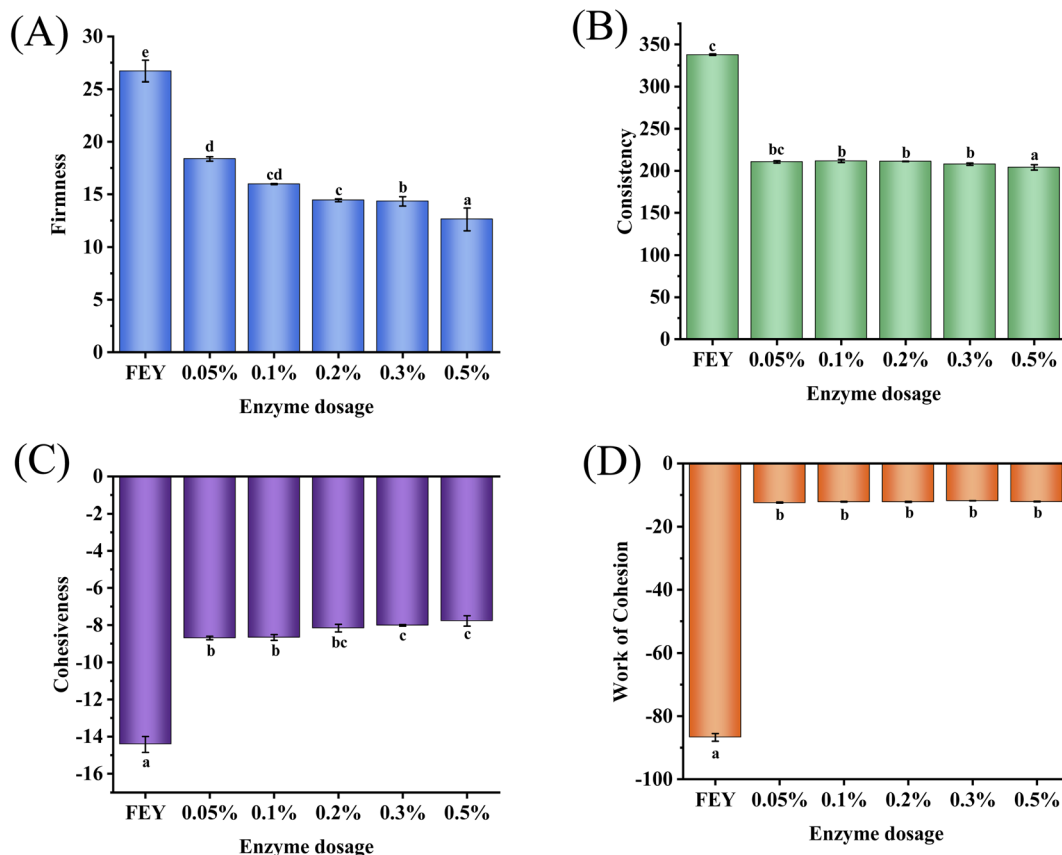 (A)
30
25
20
15
10
5
0
Firmness
e
d
cd
c
b
a
FEY 0.05% 0.1% 0.2% 0.3% 0.5%
Enzyme dosage
(B)
350
300
250
200
150
100
50
0
Consistency
c
bc
b
b
b
a
FEY 0.05% 0.1% 0.2% 0.3% 0.5%
Enzyme dosage
(C)
0
-2
-4
-6
-8
-10
-12
-14
-16
Cohesiveness
a
b
b
bc
c
c
FEY 0.05% 0.1% 0.2% 0.3% 0.5%
Enzyme dosage
(D)
0
-20
-40
-60
-80
-100
Work of Cohesion
a
b
b
b
b
b
FEY 0.05% 0.1% 0.2% 0.3% 0.5%
Enzyme dosage